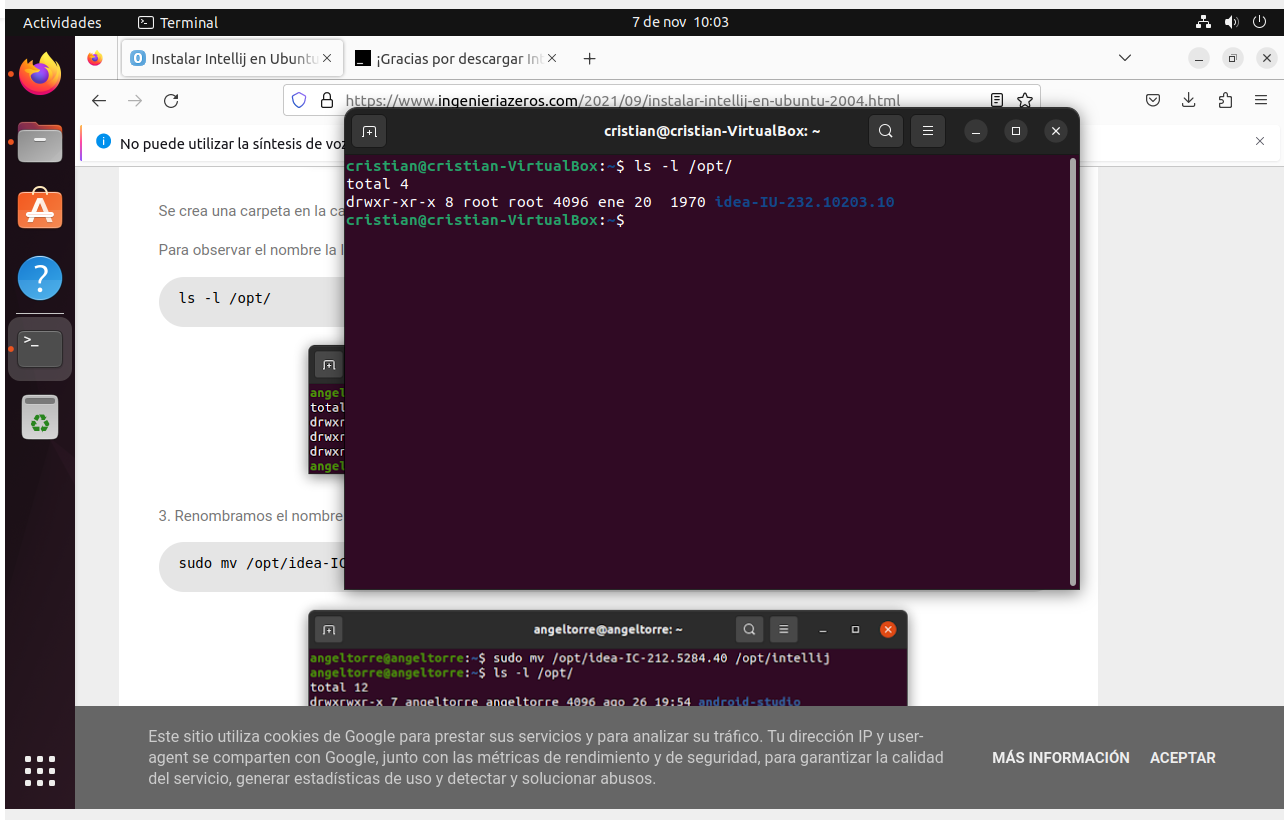 Actividades
Terminal
7 de nov 10:03
Instalar Intellij en Ubuntu
¡Gracias por descargar Int
https://www.ingenieriazeros.com/2021/09/instalar-intellij-en-ubuntu-2004.html
No puede utilizar la síntesis de voz
cristian@cristian-VirtualBox: ~
cristian@cristian-VirtualBox:~$ ls -l /opt/
total 4
drwxr-xr-x 8 root root 4096 ene 20  1970 idea-IU-232.10203.10
cristian@cristian-VirtualBox:~$
Se crea una carpeta en la ca
Para observar el nombre la l
ls -l /opt/
angel
total
drwxr
drwxr
drwxr
angel
3. Renombramos el nombre
sudo mv /opt/idea-IC
angeltorre@angeltorre: ~
angeltorre@angeltorre:~$ sudo mv /opt/idea-IC-212.5284.40 /opt/intellij
angeltorre@angeltorre:~$ ls -l /opt/
total 12
drwxrwxr-x 7 angeltorre angeltorre 4096 ago 26 19:54 android-studio
Este sitio utiliza cookies de Google para prestar sus servicios y para analizar su tráfico. Tu dirección IP y user-
agent se comparten con Google, junto con las métricas de rendimiento y de seguridad, para garantizar la calidad
del servicio, generar estadísticas de uso y detectar y solucionar abusos.
MÁS INFORMACIÓN
ACEPTAR